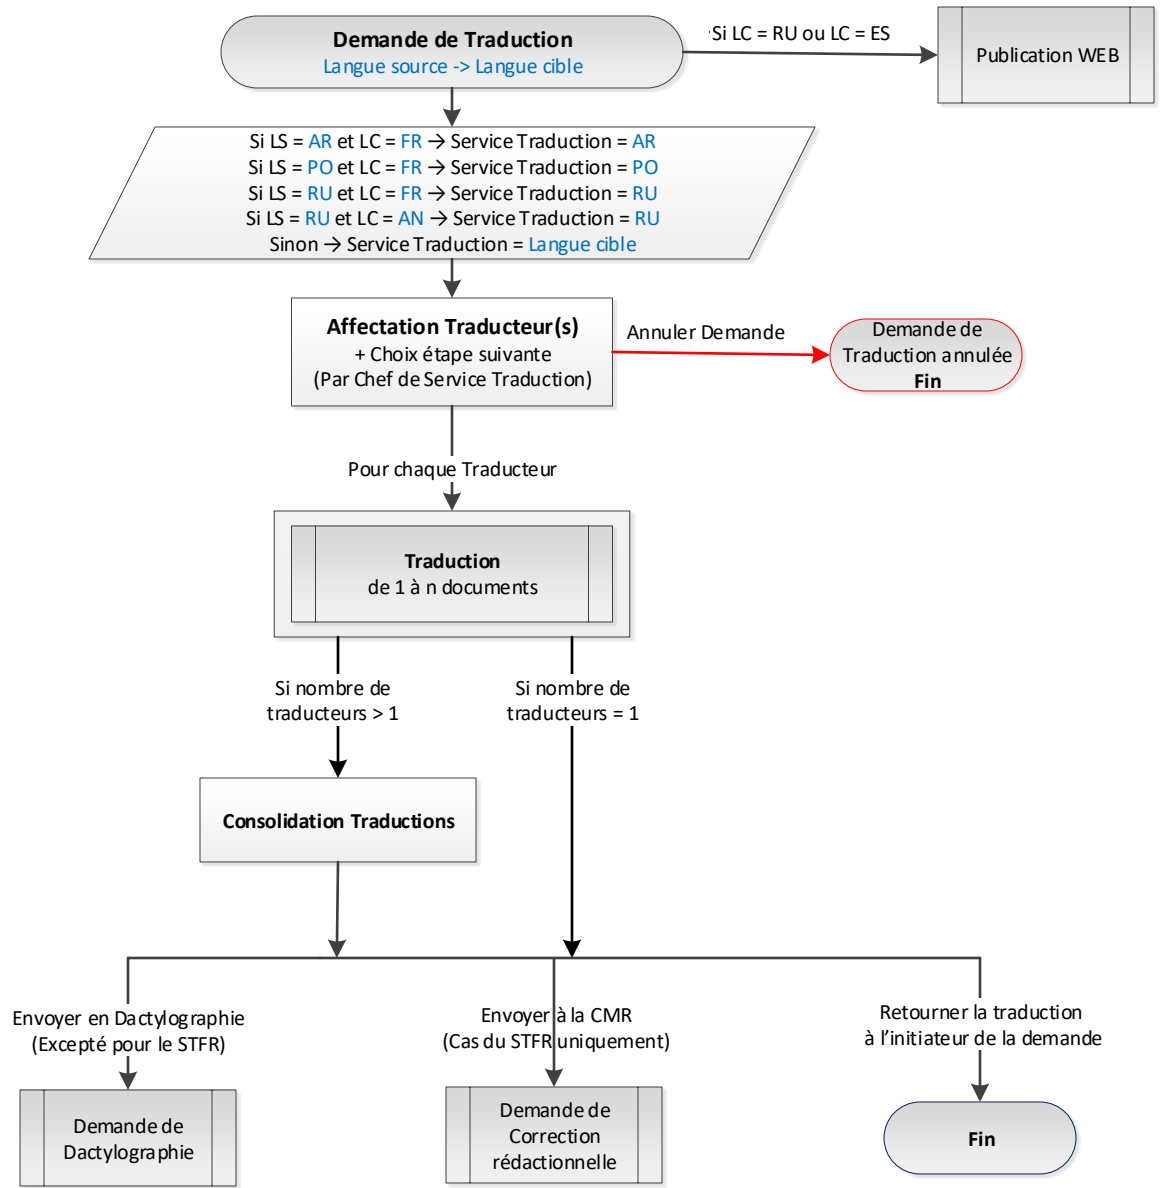 Demande de Traduction
Langue source -> Langue cible
Si LC = RU ou LC = ES
Publication WEB
Si LS = AR et LC = FR → Service Traduction = AR
Si LS = PO et LC = FR → Service Traduction = PO
Si LS = RU et LC = FR → Service Traduction = RU
Si LS = RU et LC = AN → Service Traduction = RU
Sinon → Service Traduction = Langue cible
Affectation Traducteur(s)
+ Choix étape suivante
(Par Chef de Service Traduction)
Annuler Demande
Demande de
Traduction annulée
Fin
Pour chaque Traducteur
Traduction
de 1 à n documents
Si nombre de
traducteurs > 1
Si nombre de
traducteurs = 1
Consolidation Traductions
Envoyer en Dactylographie
(Excepté pour le STFR)
Envoyer à la CMR
(Cas du STFR uniquement)
Retourner la traduction
à l’initiateur de la demande
Demande de
Dactylographie
Demande de
Correction
rédactionnelle
Fin